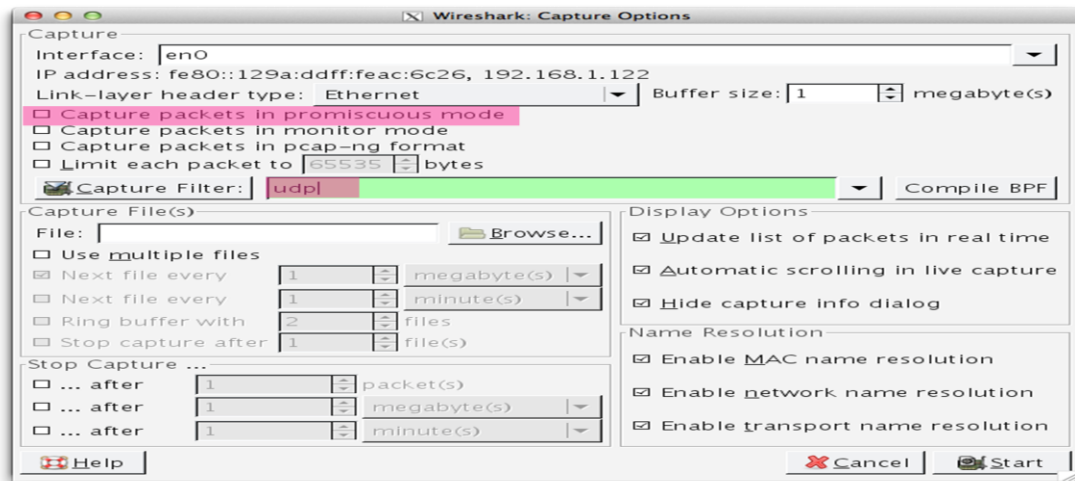 Wireshark: Capture Options
Capture
Interface: en0
IP address: fe80::129a:ddff:feac:6c26, 192.168.1.122
Link-layer header type: Ethernet Buffer size: 1 megabyte(s)
Capture packets in promiscuous mode
Capture packets in monitor mode
Capture packets in pcap-ng format
Limit each packet to 65535 bytes
Capture Filter: udp Compile BPF
Capture File(s)
File: Browse...
Use multiple files
Next file every 1 megabyte(s)
Next file every 1 minute(s)
Ring buffer with 2 files
Stop capture after 1 file(s)
Stop Capture ...
... after 1 packet(s)
... after 1 megabyte(s)
... after 1 minute(s)
Display Options
Update list of packets in real time
Automatic scrolling in live capture
Hide capture info dialog
Name Resolution
Enable MAC name resolution
Enable network name resolution
Enable transport name resolution
Help Cancel Start